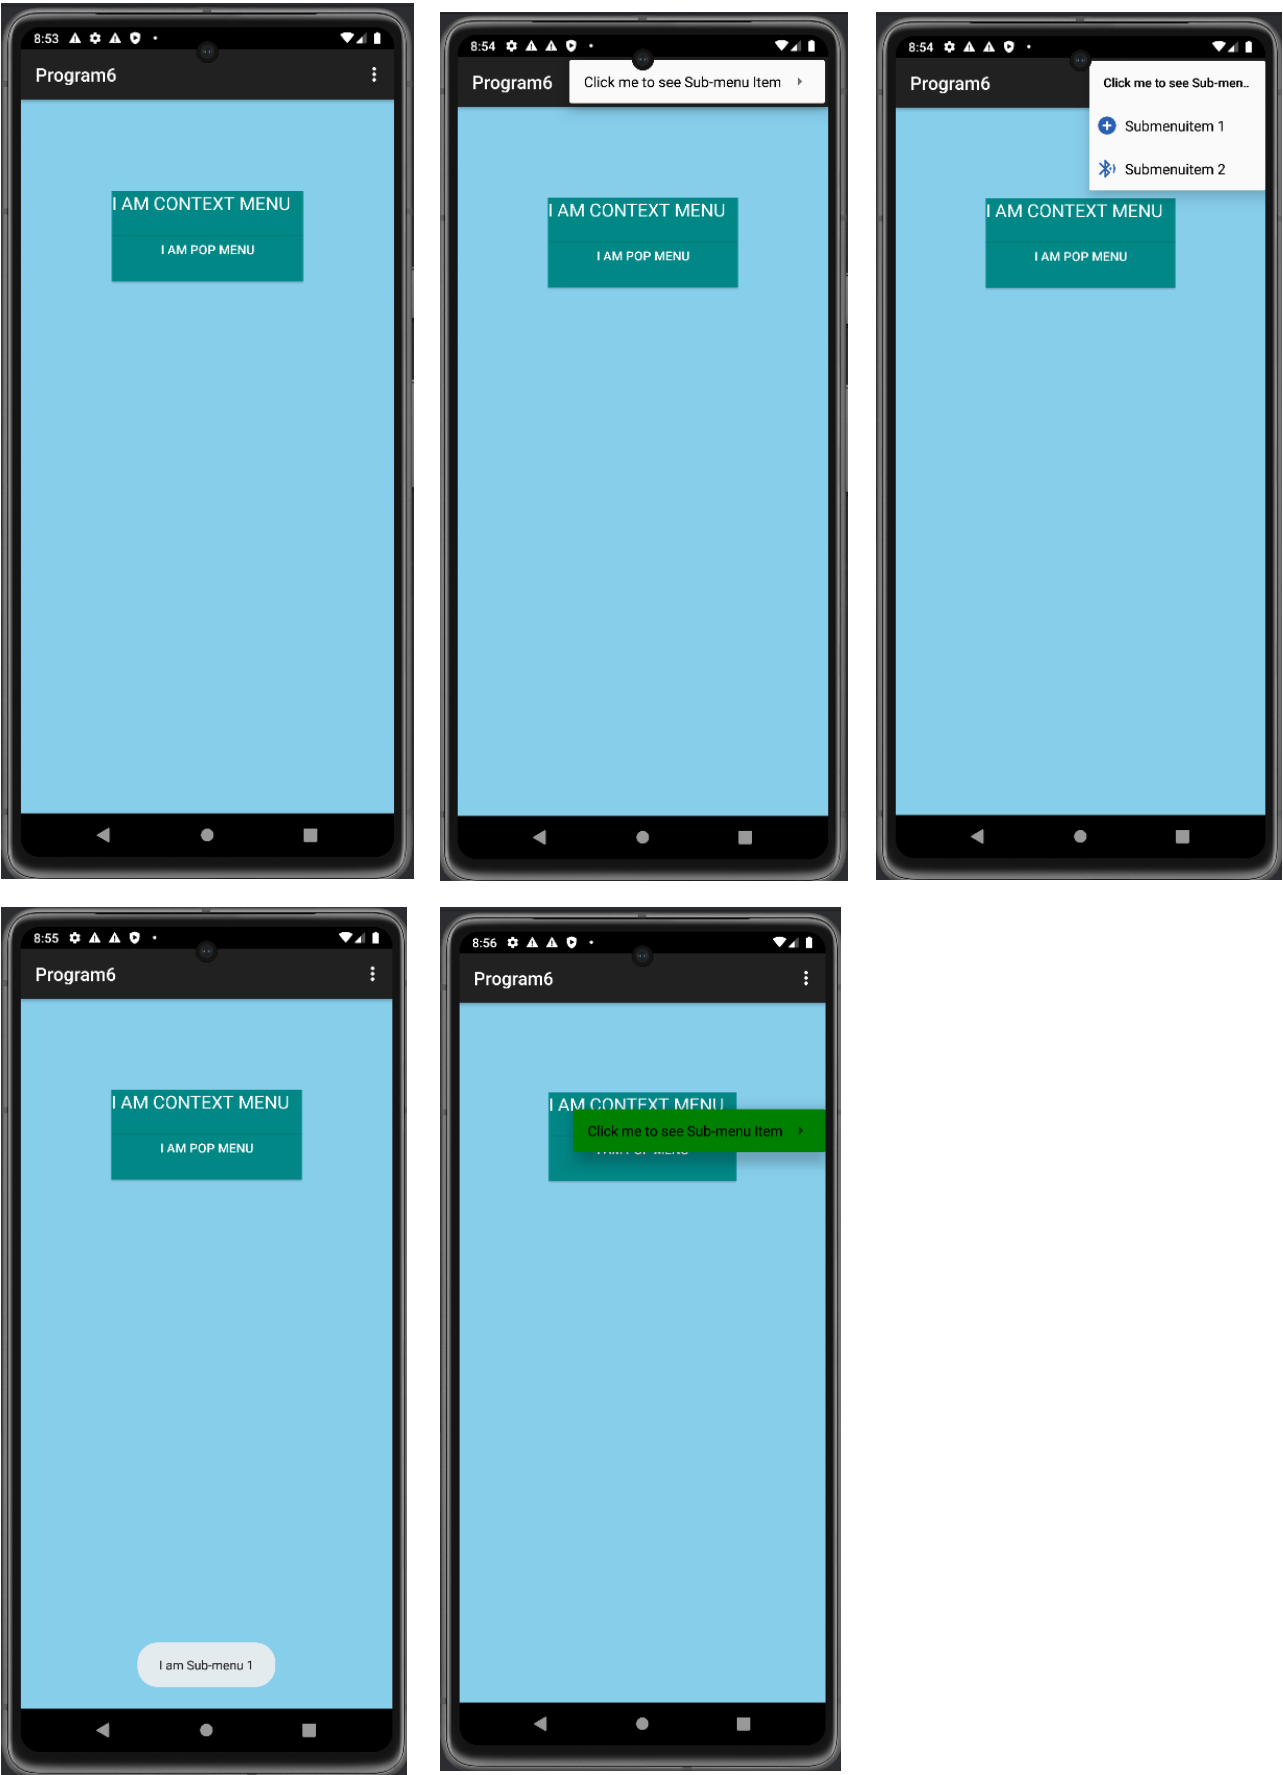 8:53
Program6
I AM CONTEXT MENU
I AM POP MENU
8:54
Program6
Click me to see Sub-menu Item
I AM CONTEXT MENU
I AM POP MENU
8:54
Program6
Click me to see Sub-men..
Submenuitem 1
Submenuitem 2
I AM CONTEXT MENU
I AM POP MENU
8:55
Program6
I AM CONTEXT MENU
I AM POP MENU
I am Sub-menu 1
8:56
Program6
I AM CONTEXT MENU
Click me to see Sub-menu Item
I AM POP MENU